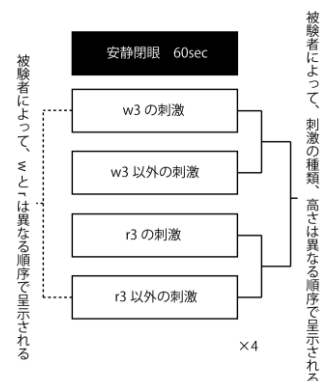 安静閉眼 60sec
被験者によって、wとrは異なる順序で呈示される
w3 の刺激
w3 以外の刺激
r3 の刺激
r3 以外の刺激
被験者によって、刺激の種類、高さは異なる順序で呈示される
×4